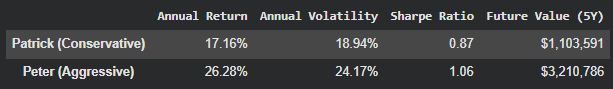 Annual Return Annual Volatility Sharpe Ratio Future Value (5Y)
Patrick (Conservative) 17.16% 18.94% 0.87 $1,103,591
Peter (Aggressive) 26.28% 24.17% 1.06 $3,210,786